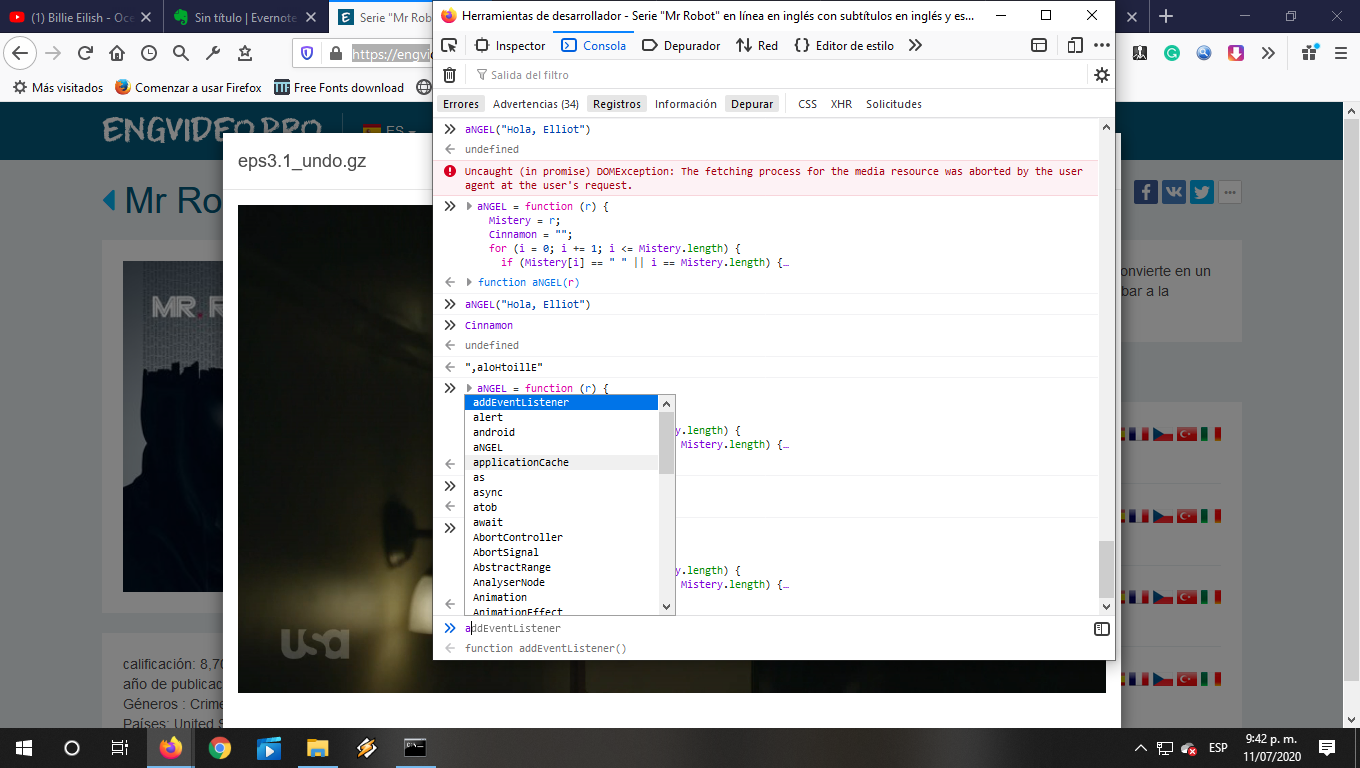 (1) Billie Eilish - Oce
Sin título | Evernote
Serie "Mr Rob
Herramientas de desarrollador - Serie "Mr Robot" en línea en inglés con subtítulos en inglés y es...
https://engvi
Inspector
Consola
Depurador
Red
Editor de estilo
Más visitados
Comenzar a usar Firefox
Free Fonts download
Salida del filtro
Errores
Advertencias (34)
Registros
Información
Depurar
CSS
XHR
Solicitudes
ENGVIDEO.PRO
ES
eps3.1_undo.gz
Mr Ro
MR. R
onvierte en un
bar a la
aNGEL("Hola, Elliot")
undefined
Uncaught (in promise) DOMException: The fetching process for the media resource was aborted by the user
agent at the user's request.
aNGEL = function (r) {
Mistery = r;
Cinnamon = "";
for (i = 0; i += 1; i <= Mistery.length) {
if (Mistery[i] == " " || i == Mistery.length) {…
function aNGEL(r)
aNGEL("Hola, Elliot")
Cinnamon
undefined
",aloHtoillE"
aNGEL = function (r) {
addEventListener
alert
android
aNGEL
applicationCache
as
async
atob
await
AbortController
AbortSignal
AbstractRange
AnalyserNode
Animation
AnimationEffect
y.length) {
Mistery.length) {…
y.length) {
Mistery.length) {…
addEventListener
function addEventListener()
usa
calificación: 8,70
año de publicac
Géneros : Crime
Países: United S
ESP
9:42 p. m.
11/07/2020